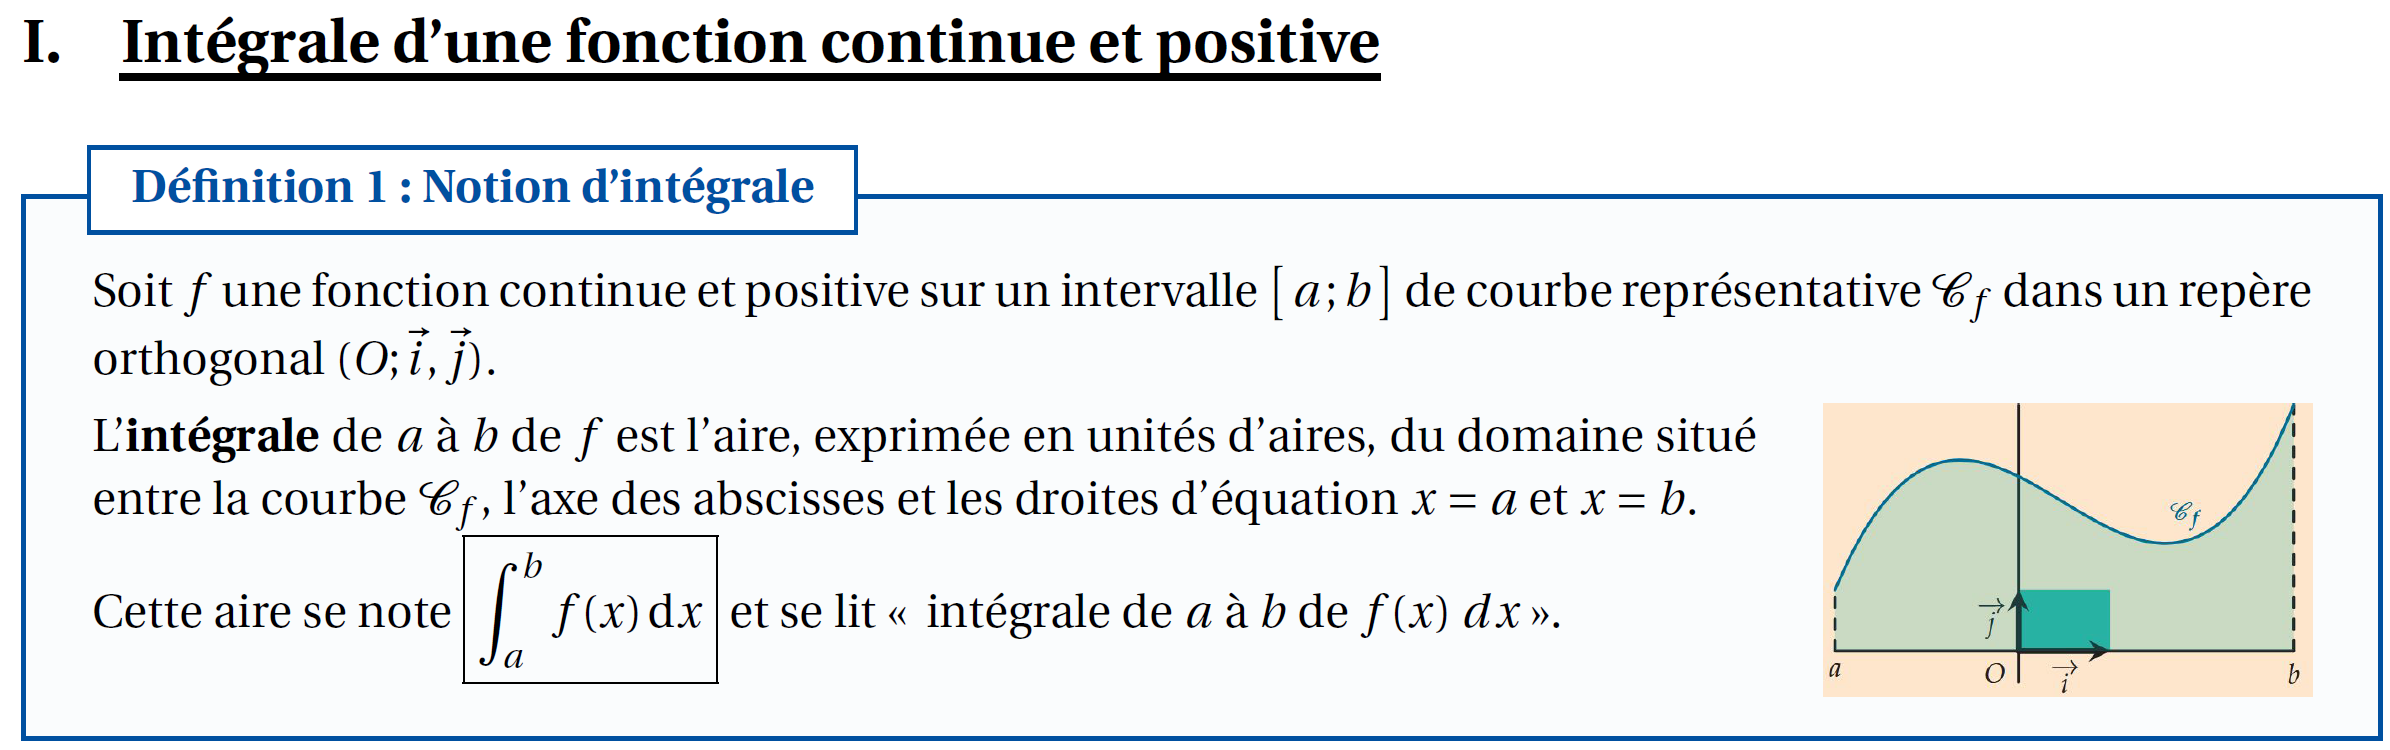 I. Intégrale d’une fonction continue et positive
Définition 1 : Notion d’intégrale
Soit f une fonction continue et positive sur un intervalle [a; b] de courbe représentative 𝒞f dans un repère
orthogonal (O; i⃗, j⃗).
L’intégrale de a à b de f est l’aire, exprimée en unités d’aires, du domaine situé
entre la courbe 𝒞f, l’axe des abscisses et les droites d’équation x = a et x = b.
Cette aire se note ∫_a^b f(x) dx et se lit « intégrale de a à b de f(x) dx ».
𝒞f
j⃗
a O i⃗ b